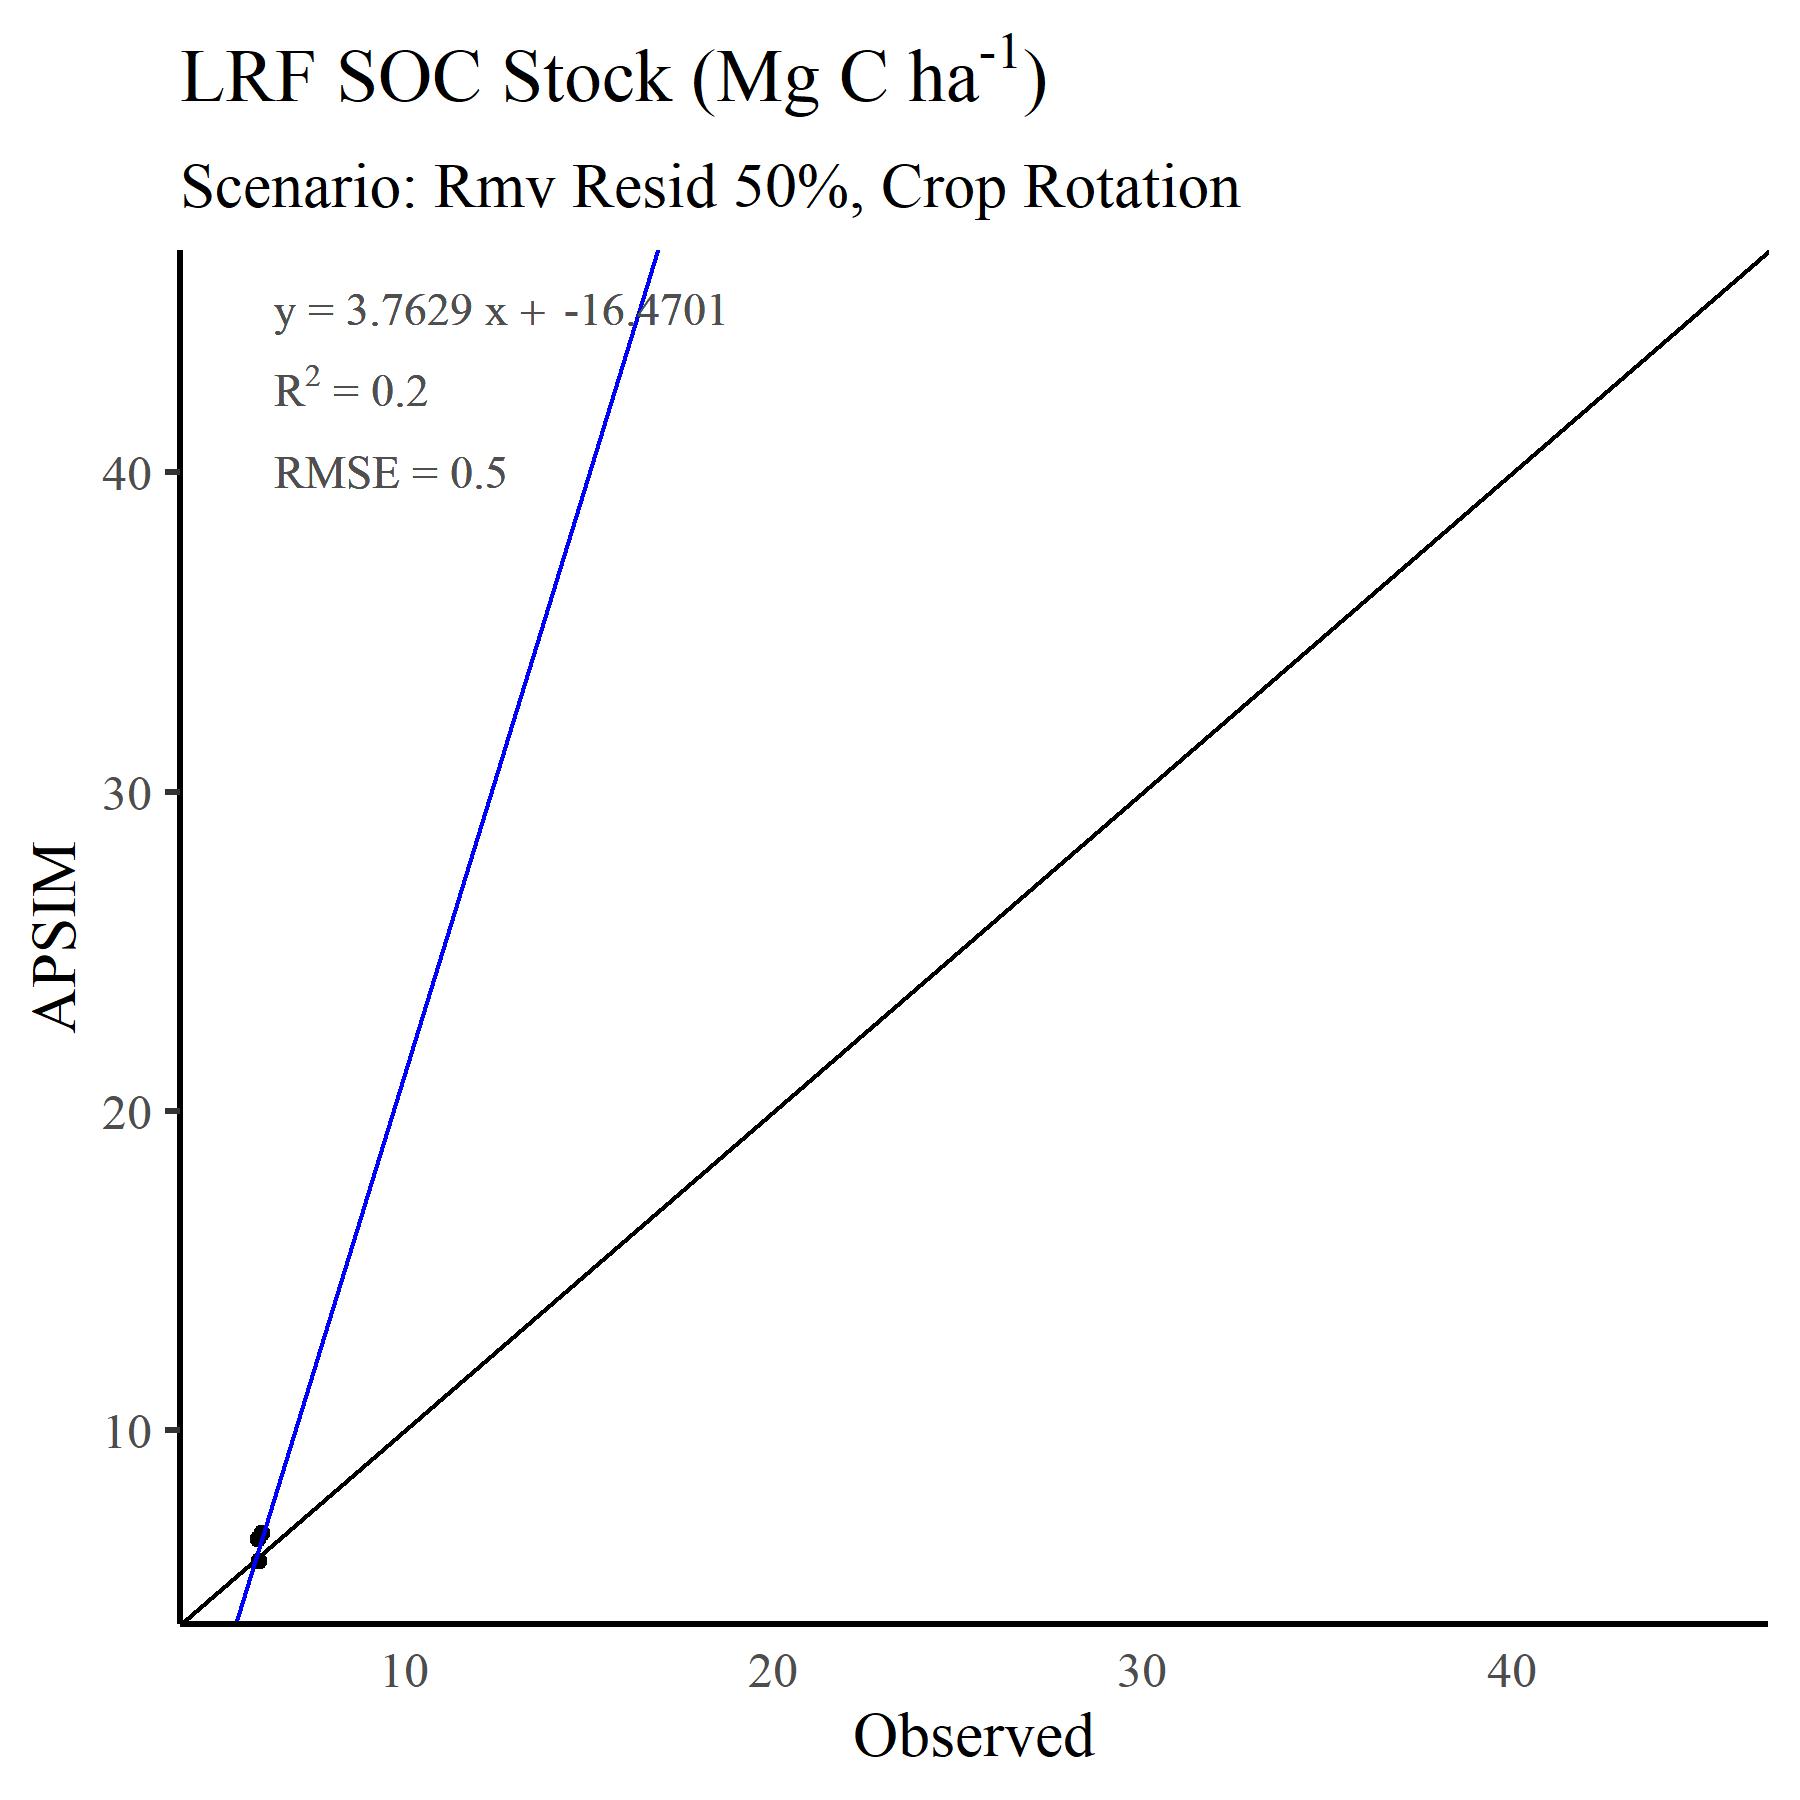 LRF SOC Stock (Mg C ha⁻¹)
Scenario: Rmv Resid 50%, Crop Rotation
y = 3.7629 x + -16.4701
R² = 0.2
RMSE = 0.5
40
30
20
10
APSIM
10 20 30 40
Observed